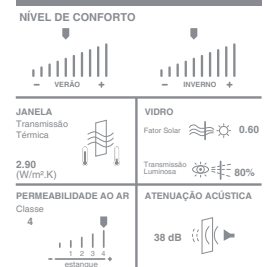 NÍVEL DE CONFORTO
- VERÃO +
- INVERNO +
JANELA
Transmissão
Térmica
2.90
(W/m².K)
VIDRO
Fator Solar 0.60
Transmissão
Luminosa 80%
PERMEABILIDADE AO AR
Classe
4
1 2 3 4
- estanque +
ATENUAÇÃO ACÚSTICA
38 dB